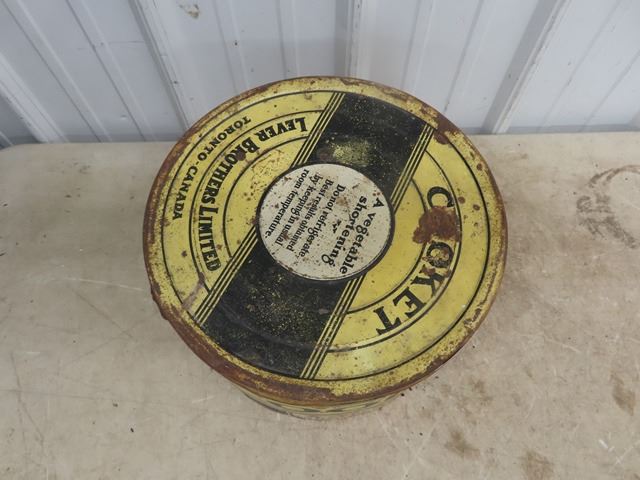 LEVER BROTHERS LIMITED
TORONTO - CANADA
A vegetable
shortening
Do not refrigerate
Best results obtained
by keeping in usual
room temperature